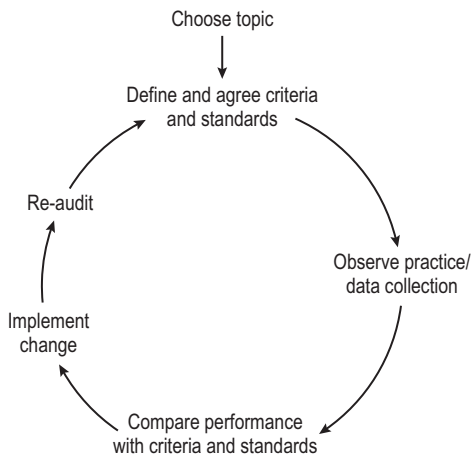 Choose topic
Define and agree criteria
and standards
Observe practice/
data collection
Compare performance
with criteria and standards
Implement
change
Re-audit